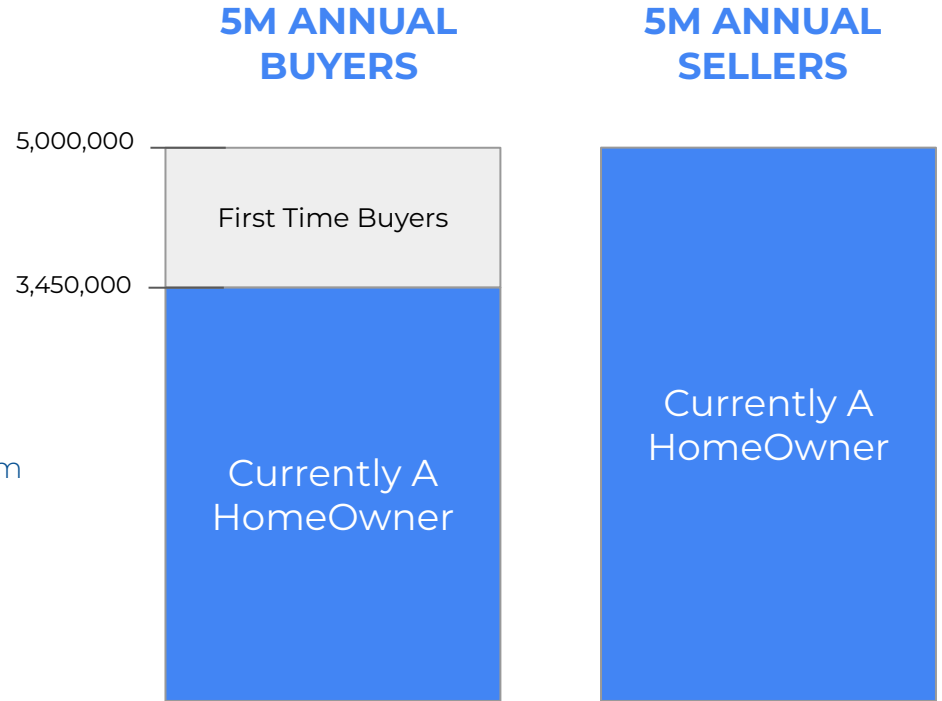 5M ANNUAL
BUYERS
5M ANNUAL
SELLERS
5,000,000
First Time Buyers
3,450,000
Currently A
HomeOwner
Currently A
HomeOwner
m